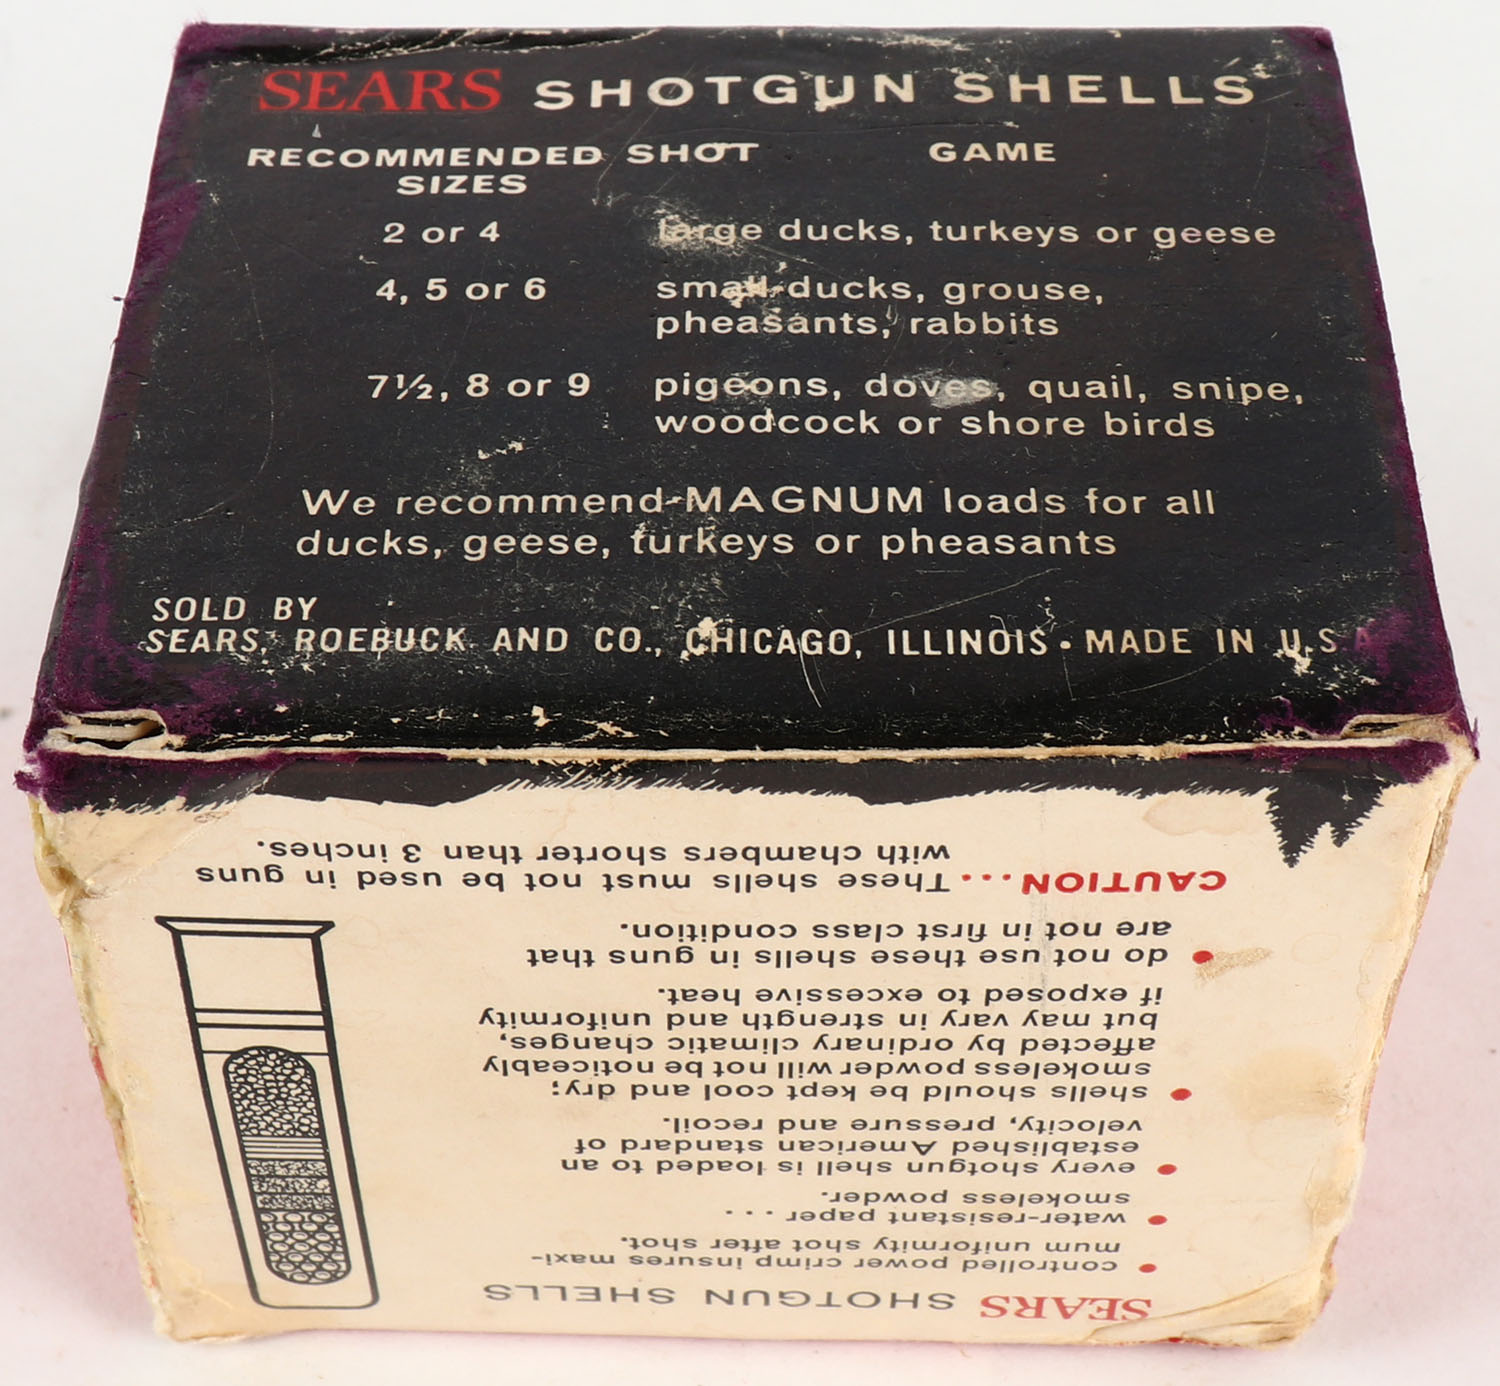 SEARS SHOTGUN SHELLS
RECOMMENDED SHOT GAME
SIZES
2 or 4 large ducks, turkeys or geese
4, 5 or 6 small ducks, grouse,
pheasants, rabbits
7½, 8 or 9 pigeons, doves, quail, snipe,
woodcock or shore birds
We recommend MAGNUM loads for all
ducks, geese, turkeys or pheasants
SOLD BY
SEARS, ROEBUCK AND CO., CHICAGO, ILLINOIS • MADE IN U.S.A
SEARS SHOTGUN SHELLS
• controlled power crimp insures maxi-
mum uniformity shot after shot.
• water-resistant paper . . .
smokeless powder.
• every shotgun shell is loaded to an
established American standard of
velocity, pressure and recoil.
• shells should be kept cool and dry;
smokeless powder will not be noticeably
affected by ordinary climatic changes,
but may vary in strength and uniformity
if exposed to excessive heat.
• do not use these shells in guns that
are not in first class condition.
CAUTION... These shells must not be used in guns
with chambers shorter than 3 inches.